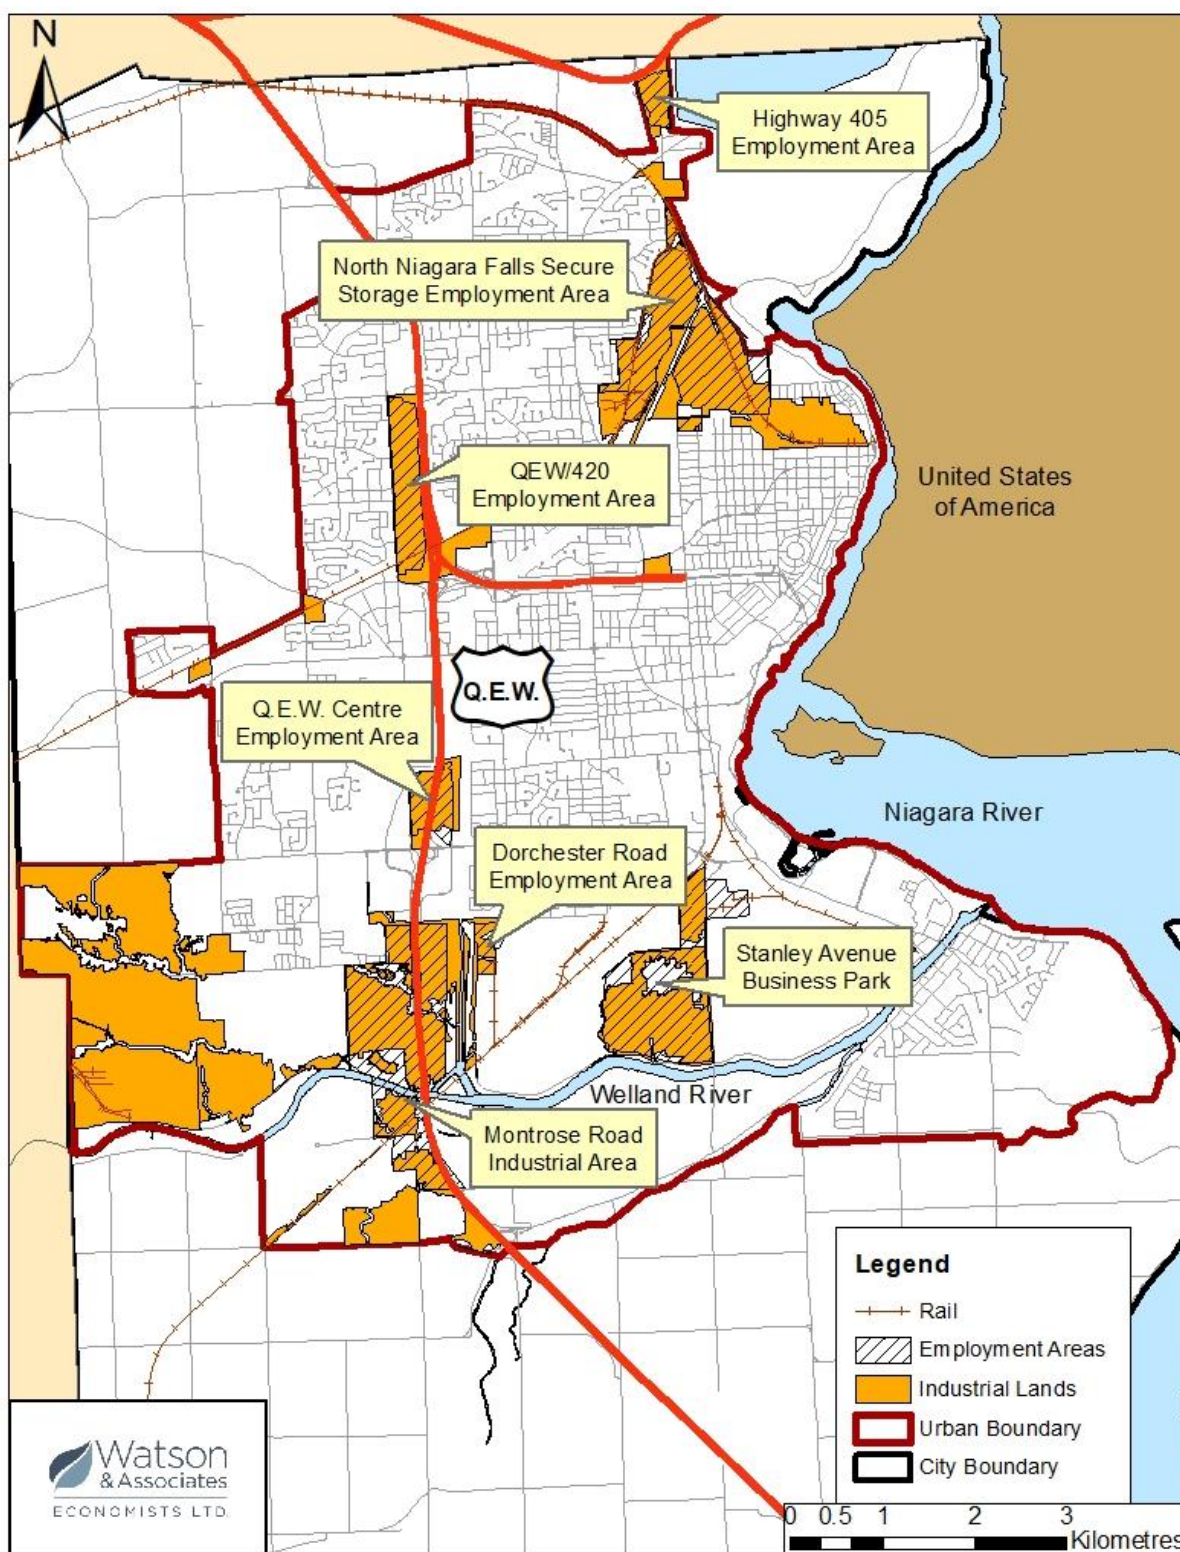 N
Highway 405
Employment Area
North Niagara Falls Secure
Storage Employment Area
QEW/420
Employment Area
United States
of America
Q.E.W.
Q.E.W. Centre
Employment Area
Niagara River
Dorchester Road
Employment Area
Stanley Avenue
Business Park
Welland River
Montrose Road
Industrial Area
Legend
Rail
Employment Areas
Industrial Lands
Urban Boundary
City Boundary
Watson
& Associates
ECONOMISTS LTD.
0 0.5 1 2 3
Kilometres